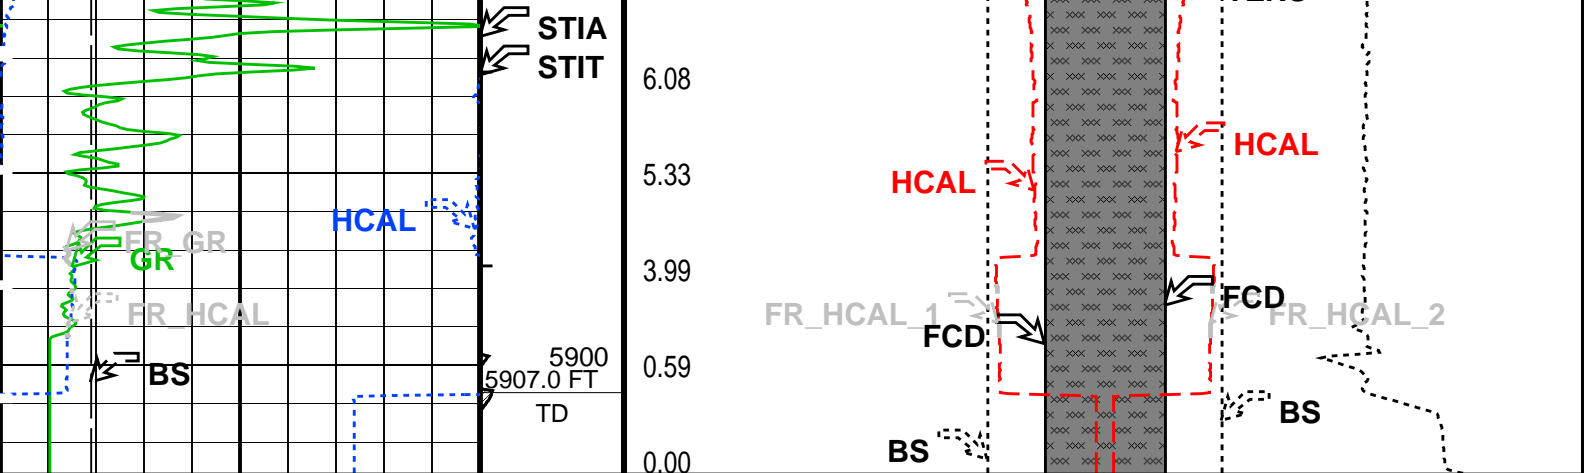 STIA
STIT
6.08
HCAL
HCAL
5.33
HCAL
FR_GR
GR
3.99
FCD
FR_HCAL
FR_HCAL_1
FR_HCAL_2
FCD
5900
0.59
BS
5907.0 FT
TD
BS
BS
0.00